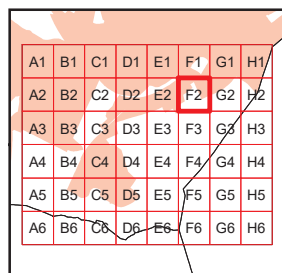 A1 B1 C1 D1 E1 F1 G1 H1
A2 B2 C2 D2 E2 F2 G2 H2
A3 B3 C3 D3 E3 F3 G3 H3
A4 B4 C4 D4 E4 F4 G4 H4
A5 B5 C5 D5 E5 F5 G5 H5
A6 B6 C6 D6 E6 F6 G6 H6